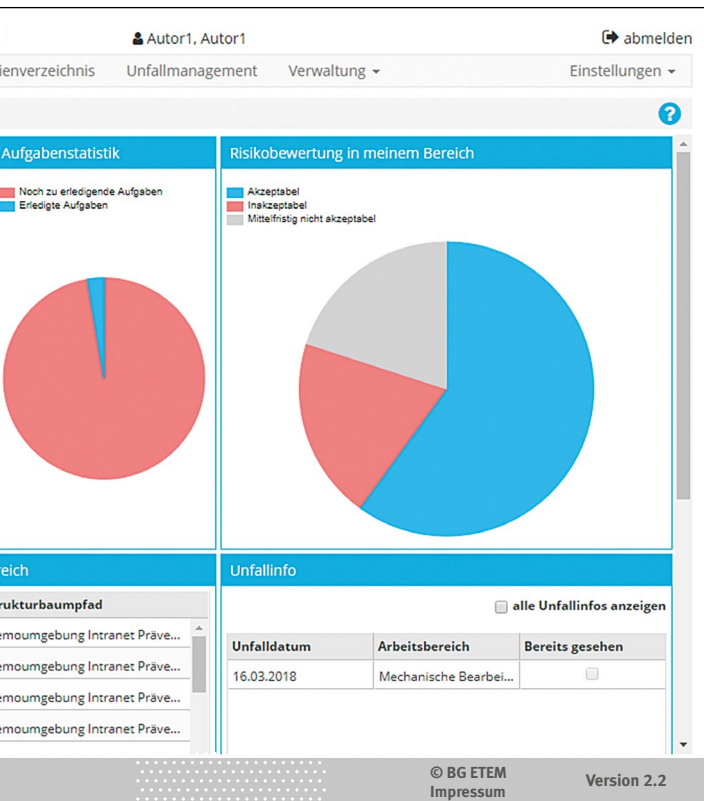 Autor1, Autor1
abmelden
ienverzeichnis Unfallmanagement Verwaltung Einstellungen
?
Aufgabenstatistik
Noch zu erledigende Aufgaben
Erledigte Aufgaben
Risikobewertung in meinem Bereich
Akzeptabel
Inakzeptabel
Mittelfristig nicht akzeptabel
reich
rukturbaumpfad
emoumgebung Intranet Präve...
emoumgebung Intranet Präve...
emoumgebung Intranet Präve...
emoumgebung Intranet Präve...
Unfallinfo
alle Unfallinfos anzeigen
Unfalldatum Arbeitsbereich Bereits gesehen
16.03.2018 Mechanische Bearbei...
© BG ETEM
Impressum
Version 2.2